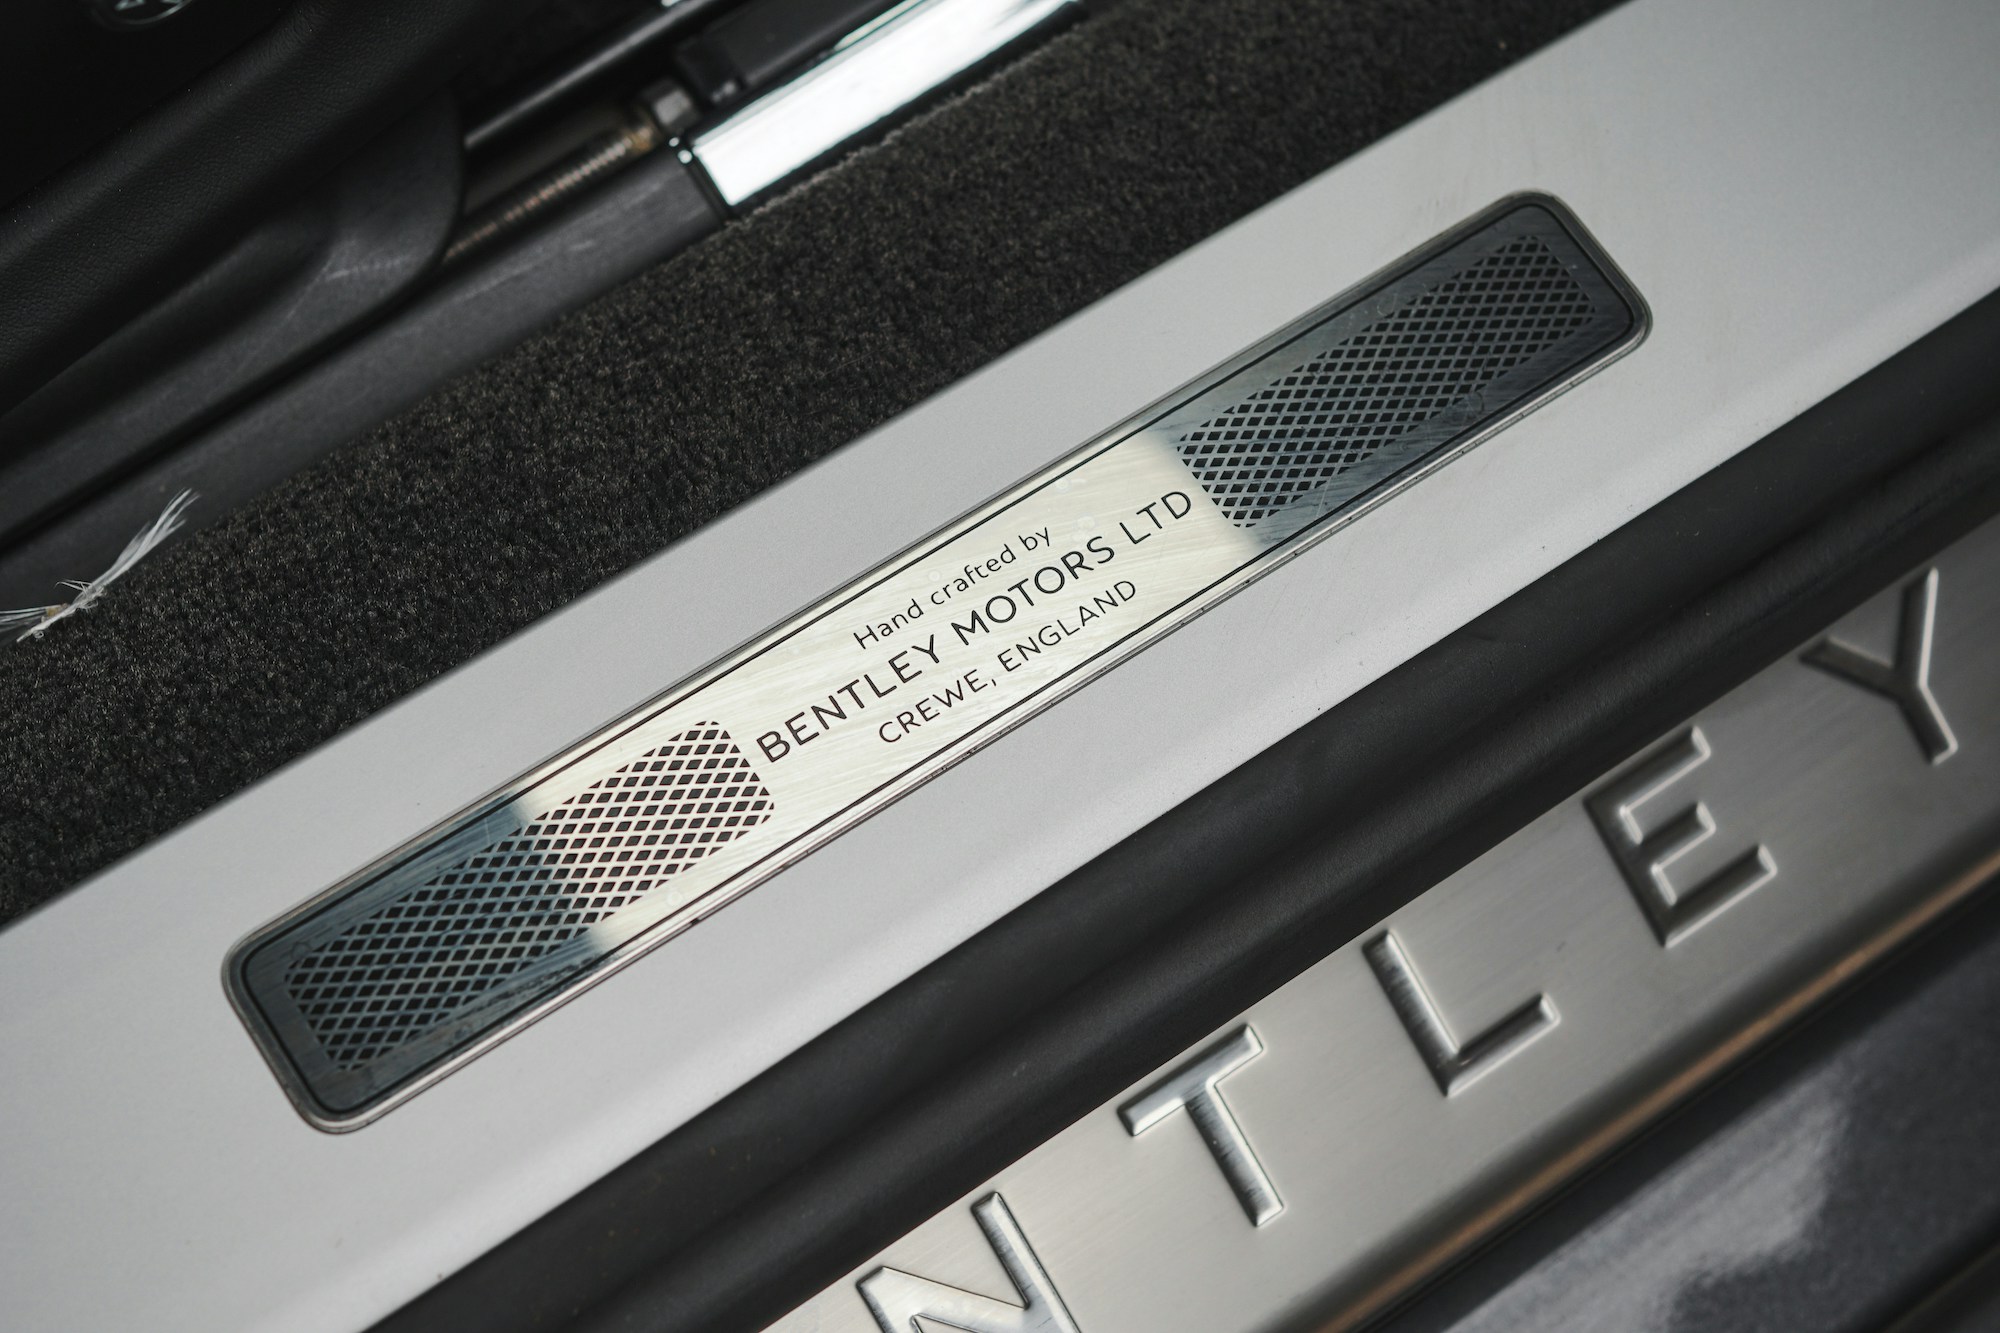 Hand crafted by
BENTLEY MOTORS LTD
CREWE, ENGLAND
NTLEY